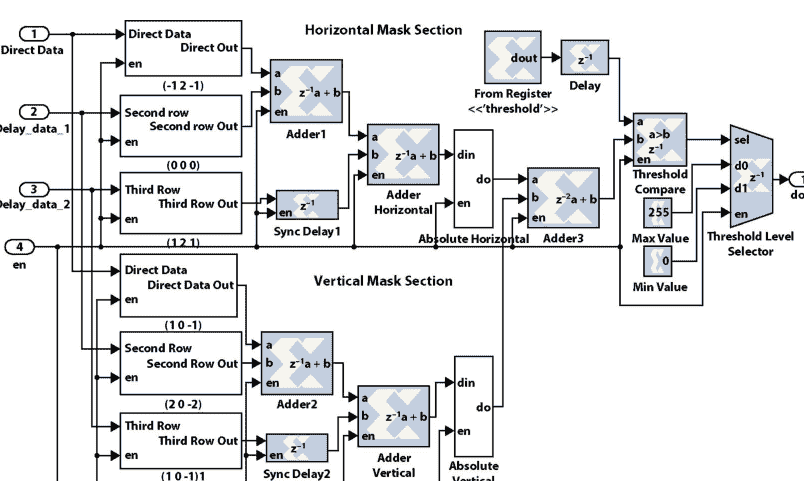 Horizontal Mask Section
1
Direct Data
Direct Data
Direct Out
en
(-1 2 -1)
2
Delay_data_1
Second row
Second row Out
en
(0 0 0)
3
Delay_data_2
Third Row
Third Row Out
en
(1 2 1)
4
en
a
b
en
z⁻¹a + b
Adder1
en
z⁻¹
Sync Delay1
a
b
en
z⁻¹a + b
Adder
Horizontal
din
do
en
Absolute Horizontal
dout
From Register
<<'threshold'>>
z⁻¹
Delay
a
b
en
z⁻²a + b
Adder3
a
b
en
a>b
z⁻¹
Threshold
Compare
255
Max Value
0
Min Value
sel
d0
d1
en
z⁻¹
Threshold Level
Selector
1
do
Vertical Mask Section
Direct Data
Direct Data Out
en
(1 0 -1)
Second Row
Second Row Out
en
(2 0 -2)
Third Row
Third Row Out
en
(1 0 -1)1
a
b
en
z⁻¹a + b
Adder2
en
z⁻¹
Sync Delay2
a
b
en
z⁻¹a + b
Adder
Vertical
din
do
en
Absolute
Vertical